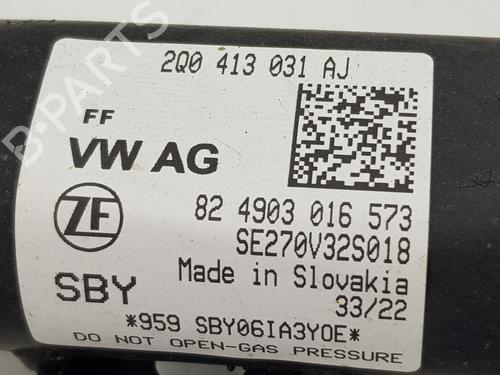 2Q0 413 031 AJ
FF
VW AG
ZF
82 4903 016 573
SE270V32S018
Made in Slovakia
SBY
33/22
*959 SBY06IA3Y0E*
DO NOT OPEN-GAS PRESSURE
B-PARTS